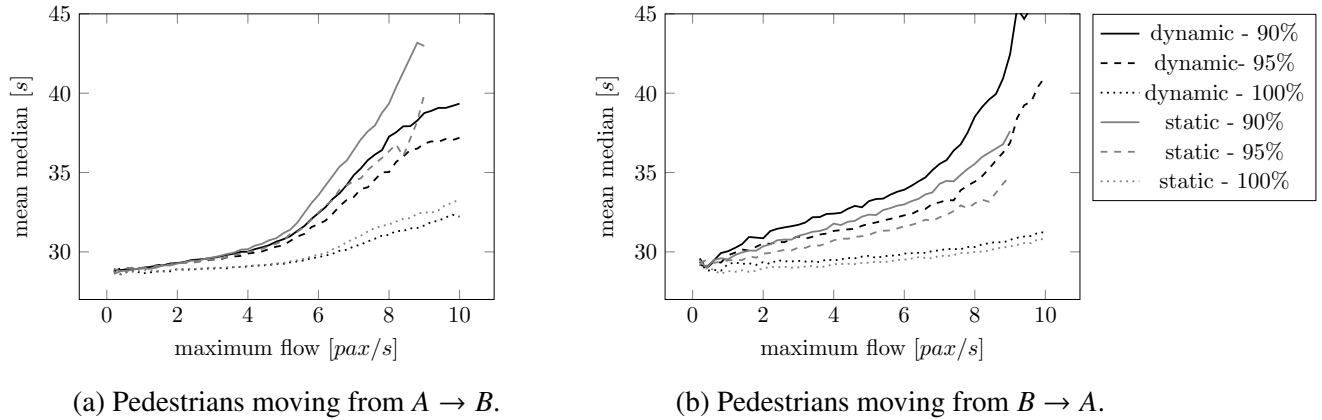 45
40
35
30
mean median [s]
0 2 4 6 8 10
maximum flow [pax/s]
(a) Pedestrians moving from A → B.
45
40
35
30
mean median [s]
0 2 4 6 8 10
maximum flow [pax/s]
(b) Pedestrians moving from B → A.
dynamic - 90%
dynamic- 95%
dynamic - 100%
static - 90%
static - 95%
static - 100%